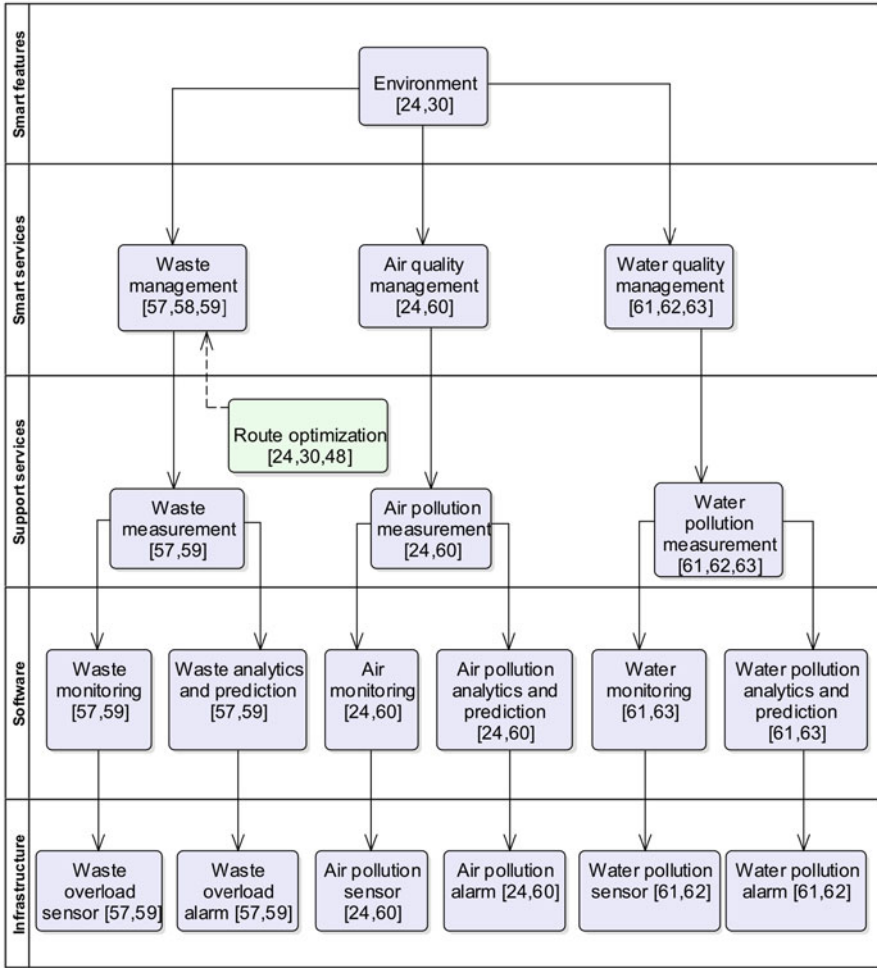 Smart features
Environment
[24,30]
Smart services
Waste
management
[57,58,59]
Air quality
management
[24,60]
Water quality
management
[61,62,63]
Support services
Route optimization
[24,30,48]
Waste
measurement
[57,59]
Air pollution
measurement
[24,60]
Water
pollution
measurement
[61,62,63]
Software
Waste
monitoring
[57,59]
Waste analytics
and prediction
[57,59]
Air
monitoring
[24,60]
Air pollution
analytics and
prediction
[24,60]
Water
monitoring
[61,63]
Water pollution
analytics and
prediction
[61,63]
Infrastructure
Waste
overload
sensor [57,59]
Waste
overload
alarm [57,59]
Air pollution
sensor
[24,60]
Air pollution
alarm [24,60]
Water pollution
sensor [61,62]
Water pollution
alarm [61,62]